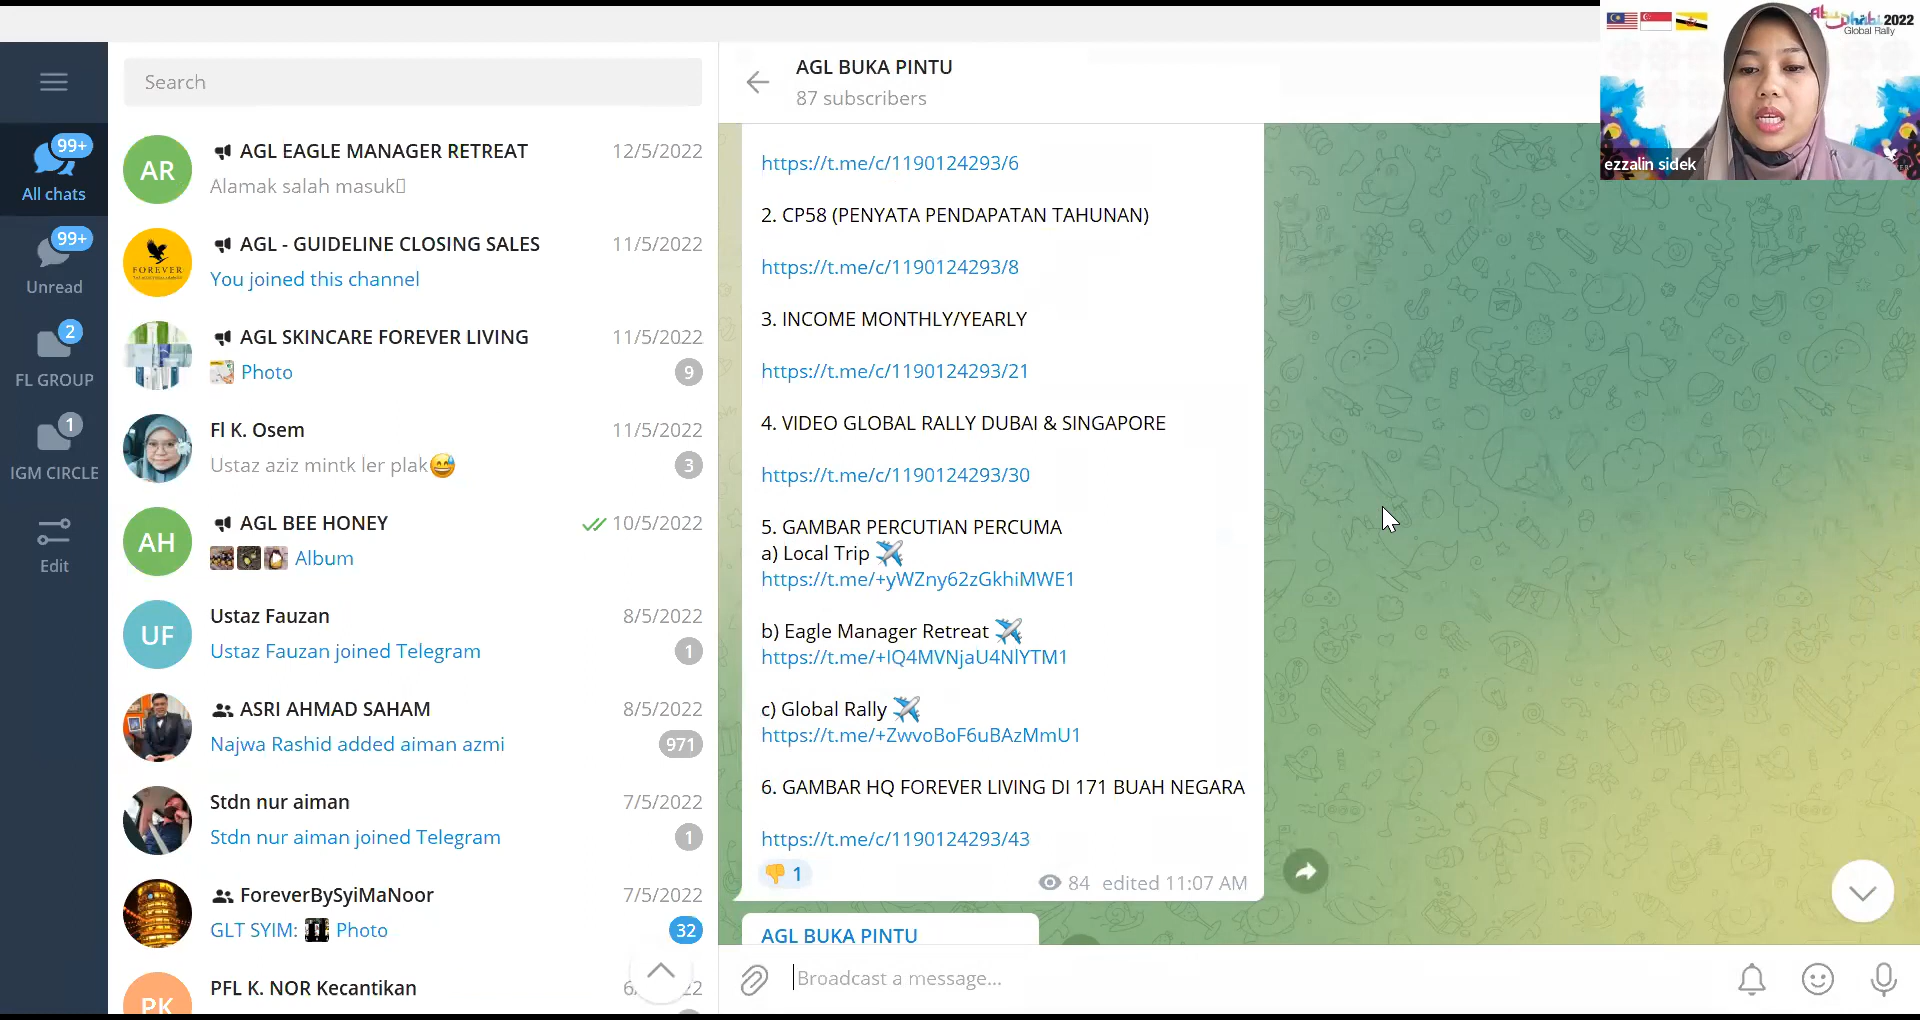 Search
99+
All chats
99+
Unread
2
FL GROUP
1
IGM CIRCLE
Edit
AR
AGL EAGLE MANAGER RETREAT
12/5/2022
Alamak salah masuk
FOREVER
AGL - GUIDELINE CLOSING SALES
11/5/2022
You joined this channel
AGL SKINCARE FOREVER LIVING
11/5/2022
Photo
9
Fl K. Osem
11/5/2022
Ustaz aziz mintk ler plak😅
3
AH
AGL BEE HONEY
10/5/2022
Album
UF
Ustaz Fauzan
8/5/2022
Ustaz Fauzan joined Telegram
1
ASRI AHMAD SAHAM
8/5/2022
Najwa Rashid added aiman azmi
971
Stdn nur aiman
7/5/2022
Stdn nur aiman joined Telegram
1
ForeverBySyiMaNoor
7/5/2022
GLT SYIM: Photo
32
PK
PFL K. NOR Kecantikan
AGL BUKA PINTU
87 subscribers
https://t.me/c/1190124293/6
2. CP58 (PENYATA PENDAPATAN TAHUNAN)
https://t.me/c/1190124293/8
3. INCOME MONTHLY/YEARLY
https://t.me/c/1190124293/21
4. VIDEO GLOBAL RALLY DUBAI & SINGAPORE
https://t.me/c/1190124293/30
5. GAMBAR PERCUTIAN PERCUMA
a) Local Trip ✈️
https://t.me/+yWZny62zGkhiMWE1
b) Eagle Manager Retreat ✈️
https://t.me/+IQ4MVNjaU4NlYTM1
c) Global Rally ✈️
https://t.me/+ZwvoBoF6uBAzMmU1
6. GAMBAR HQ FOREVER LIVING DI 171 BUAH NEGARA
https://t.me/c/1190124293/43
👎 1
84 edited 11:07 AM
AGL BUKA PINTU
Broadcast a message...
Abu Dhabi 2022
Global Rally
ezzalin sidek